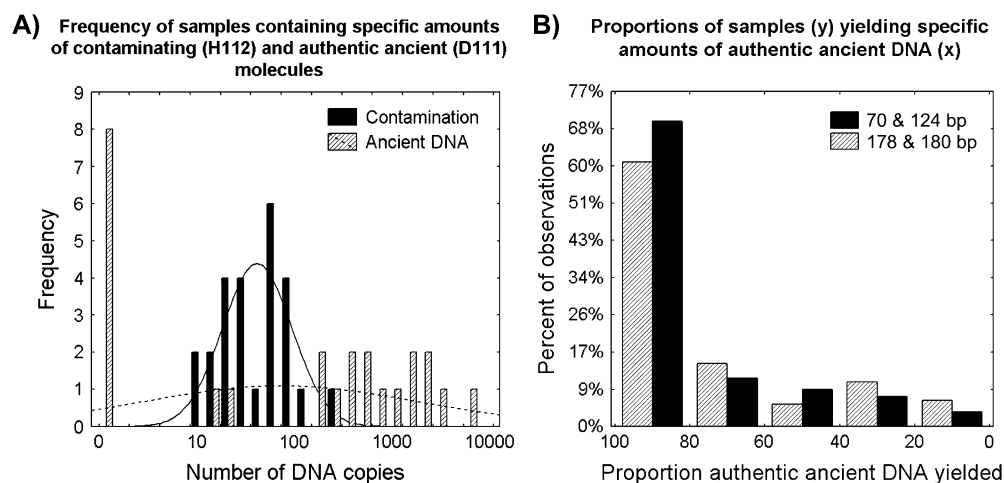 A)
Frequency of samples containing specific amounts
of contaminating (H112) and authentic ancient (D111)
molecules
9
8
7
6
5
4
3
2
1
0
Frequency
Contamination
Ancient DNA
0 10 100 1000 10000
Number of DNA copies
B)
Proportions of samples (y) yielding specific
amounts of authentic ancient DNA (x)
77%
68%
60%
51%
43%
34%
26%
17%
9%
0%
Percent of observations
70 & 124 bp
178 & 180 bp
100 80 60 40 20 0
Proportion authentic ancient DNA yielded